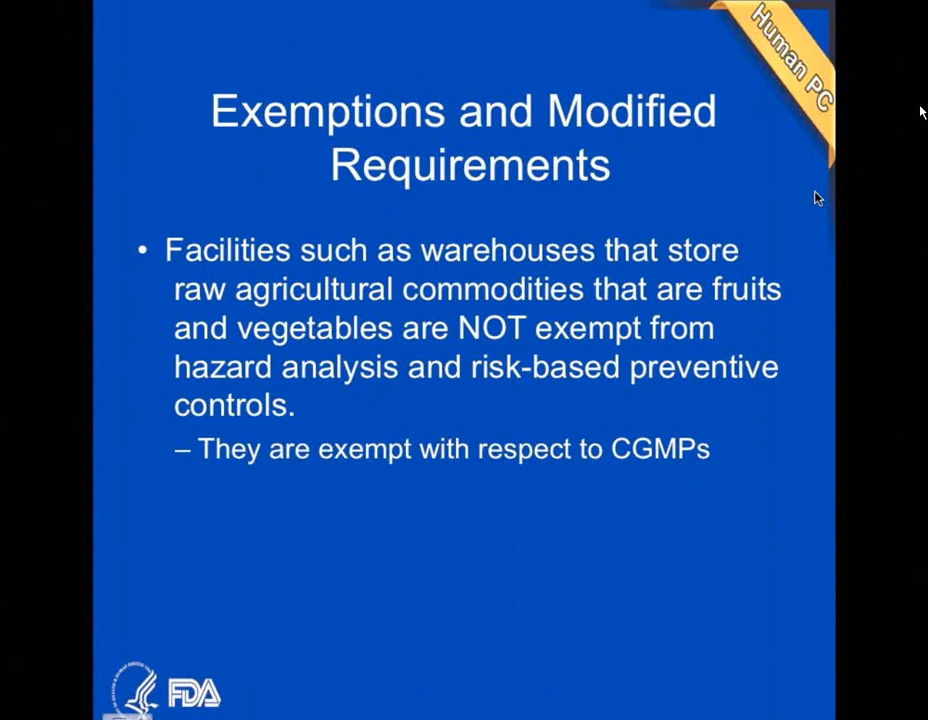 Human PC
Exemptions and Modified
Requirements
• Facilities such as warehouses that store
raw agricultural commodities that are fruits
and vegetables are NOT exempt from
hazard analysis and risk-based preventive
controls.
– They are exempt with respect to CGMPs
FDA